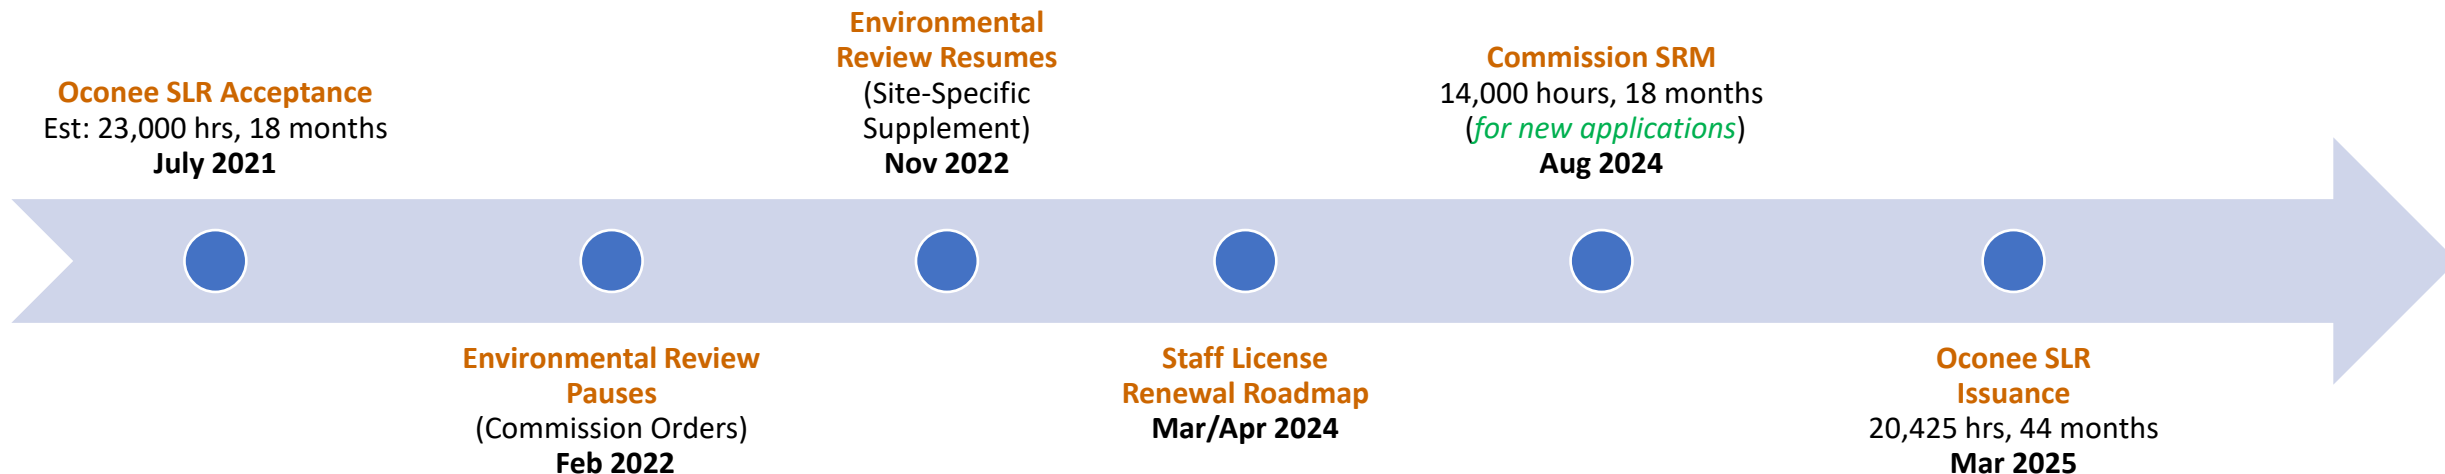 Oconee SLR Acceptance
Est: 23,000 hrs, 18 months
July 2021
Environmental Review
Pauses
(Commission Orders)
Feb 2022
Environmental
Review Resumes
(Site-Specific
Supplement)
Nov 2022
Staff License
Renewal Roadmap
Mar/Apr 2024
Commission SRM
14,000 hours, 18 months
(for new applications)
Aug 2024
Oconee SLR
Issuance
20,425 hrs, 44 months
Mar 2025